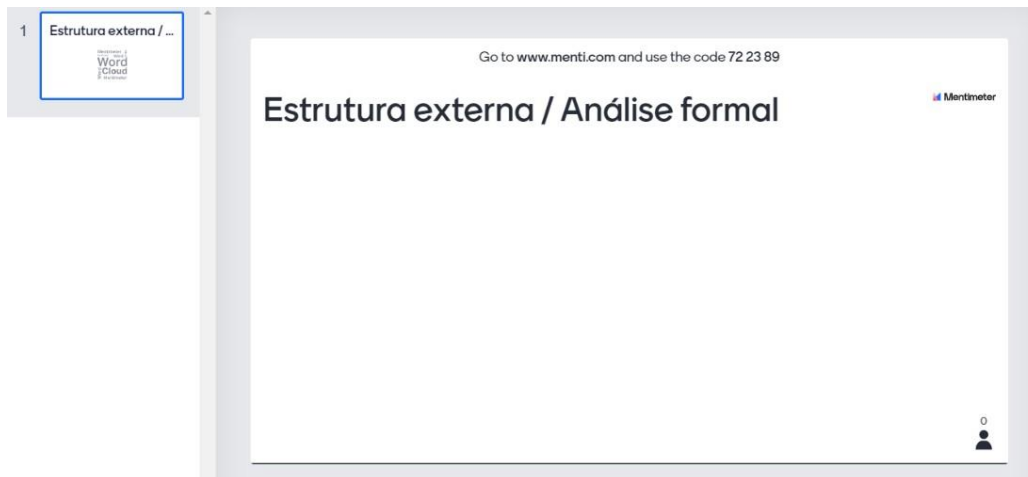 1
Estrutura externa / ...
Word
Cloud
Go to www.menti.com and use the code 72 23 89
Estrutura externa / Análise formal
Mentimeter
0